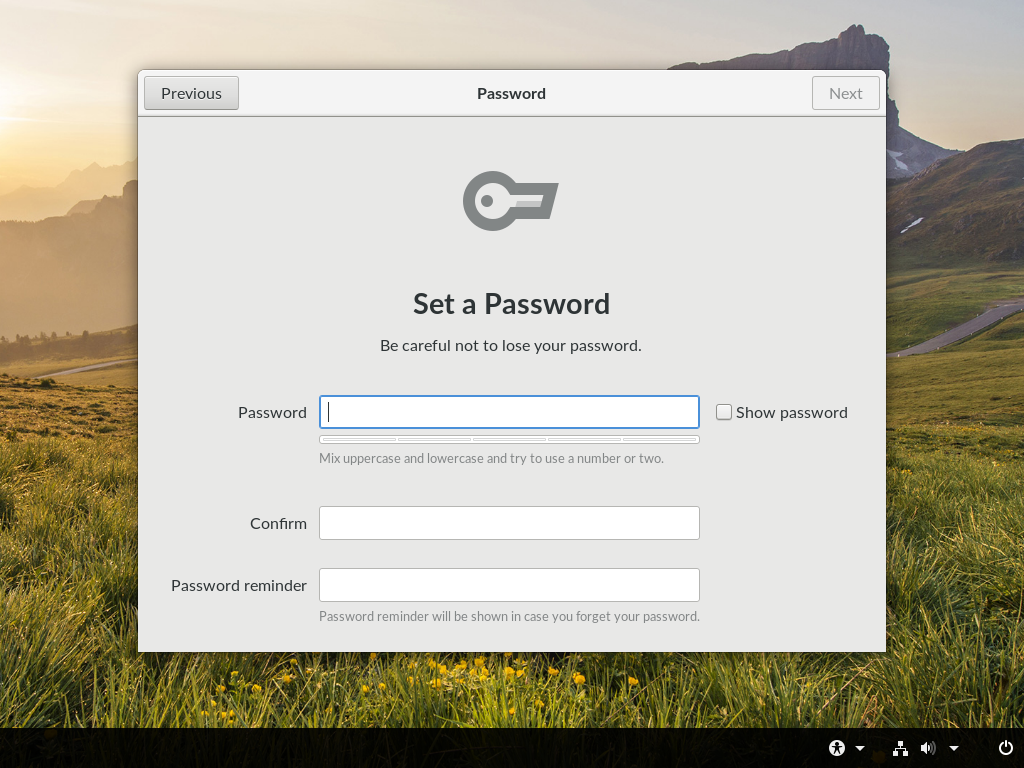 Previous
Password
Next
Set a Password
Be careful not to lose your password.
Password
Show password
Mix uppercase and lowercase and try to use a number or two.
Confirm
Password reminder
Password reminder will be shown in case you forget your password.